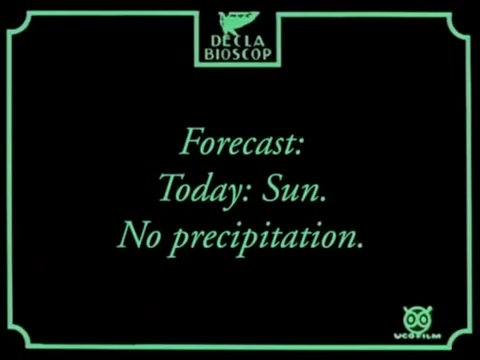 DECLA
BIOSCOP
Forecast:
Today: Sun.
No precipitation.
UCOFILM